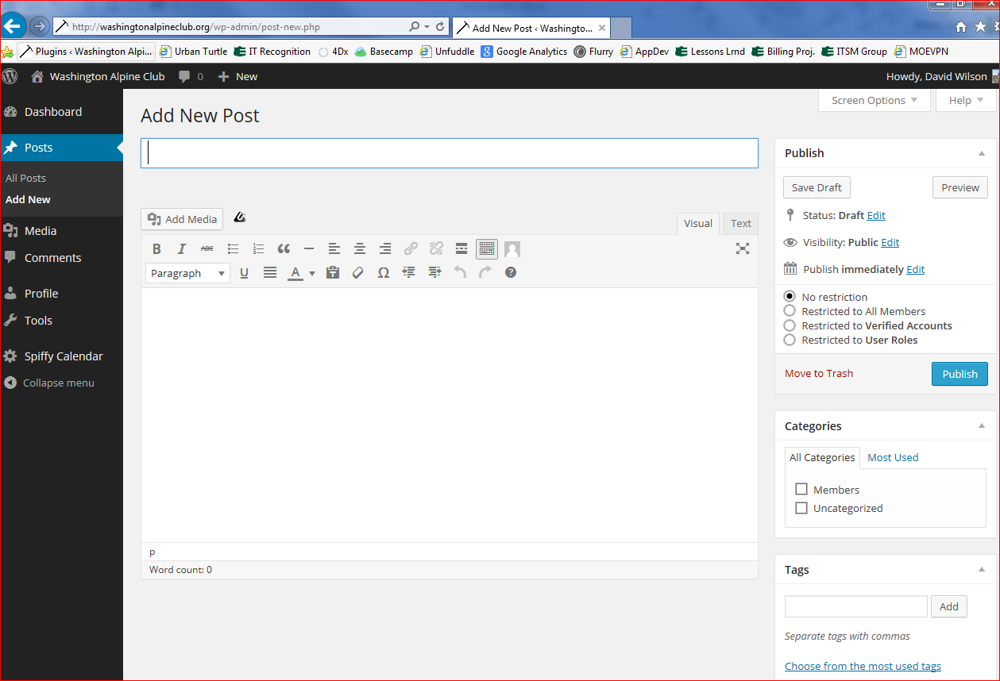 http://washingtonalpineclub.org/wp-admin/post-new.php
Add New Post ‹ Washingto...
Plugins ‹ Washington Alpi... Urban Turtle IT Recognition 4Dx Basecamp Unfuddle Google Analytics Flurry AppDev Lessons Lrnd Billing Proj. ITSM Group MOEVPN
Washington Alpine Club 0 New Howdy, David Wilson
Screen Options Help
Dashboard
Posts
All Posts
Add New
Media
Comments
Profile
Tools
Spiffy Calendar
Collapse menu
Add New Post
Add Media
Visual Text
B I ABC
Paragraph U A Ω
p
Word count: 0
Publish
Save Draft Preview
Status: Draft Edit
Visibility: Public Edit
Publish immediately Edit
No restriction
Restricted to All Members
Restricted to Verified Accounts
Restricted to User Roles
Move to Trash Publish
Categories
All Categories Most Used
Members
Uncategorized
Tags
Add
Separate tags with commas
Choose from the most used tags